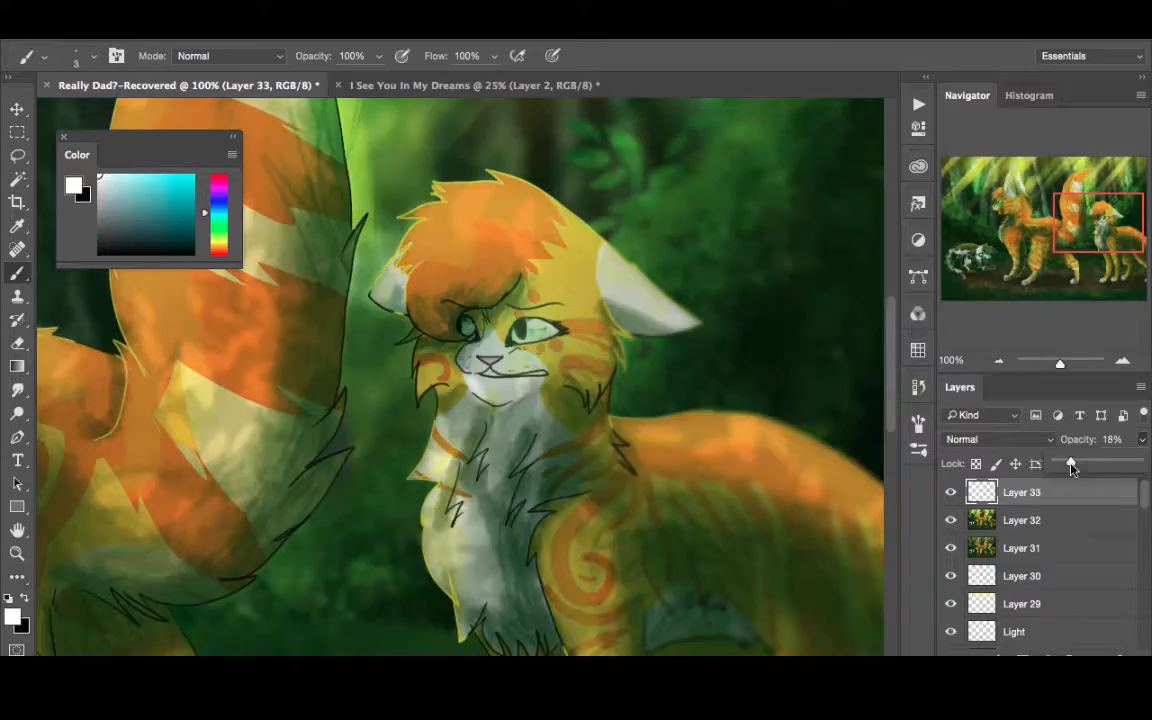 3 Mode: Normal Opacity: 100% Flow: 100% Essentials
Really Dad?-Recovered @ 100% (Layer 33, RGB/8) * I See You In My Dreams @ 25% (Layer 2, RGB/8) *
Navigator Histogram
Color
100%
Layers
Kind
Normal Opacity: 18%
Lock:
Layer 33
Layer 32
Layer 31
Layer 30
Layer 29
Light